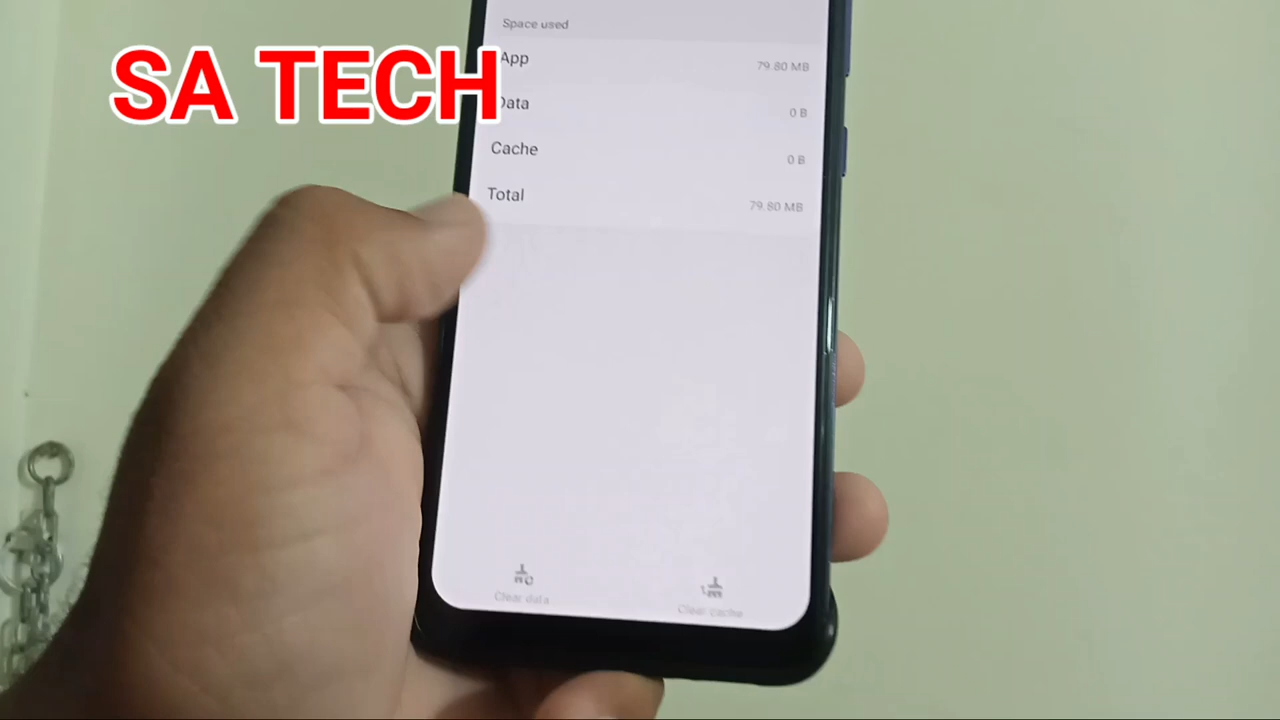 SA TECH
Space used
App 79.80 MB
Data 0 B
Cache 0 B
Total 79.80 MB
Clear data
Clear cache